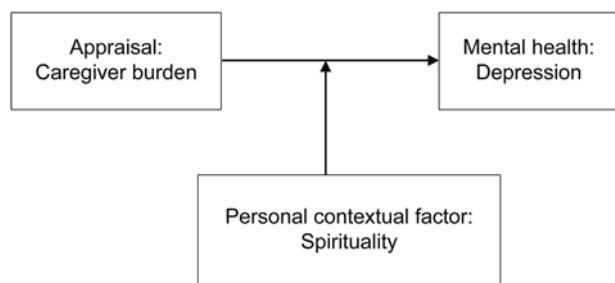 Appraisal:
Caregiver burden
Mental health:
Depression
Personal contextual factor:
Spirituality